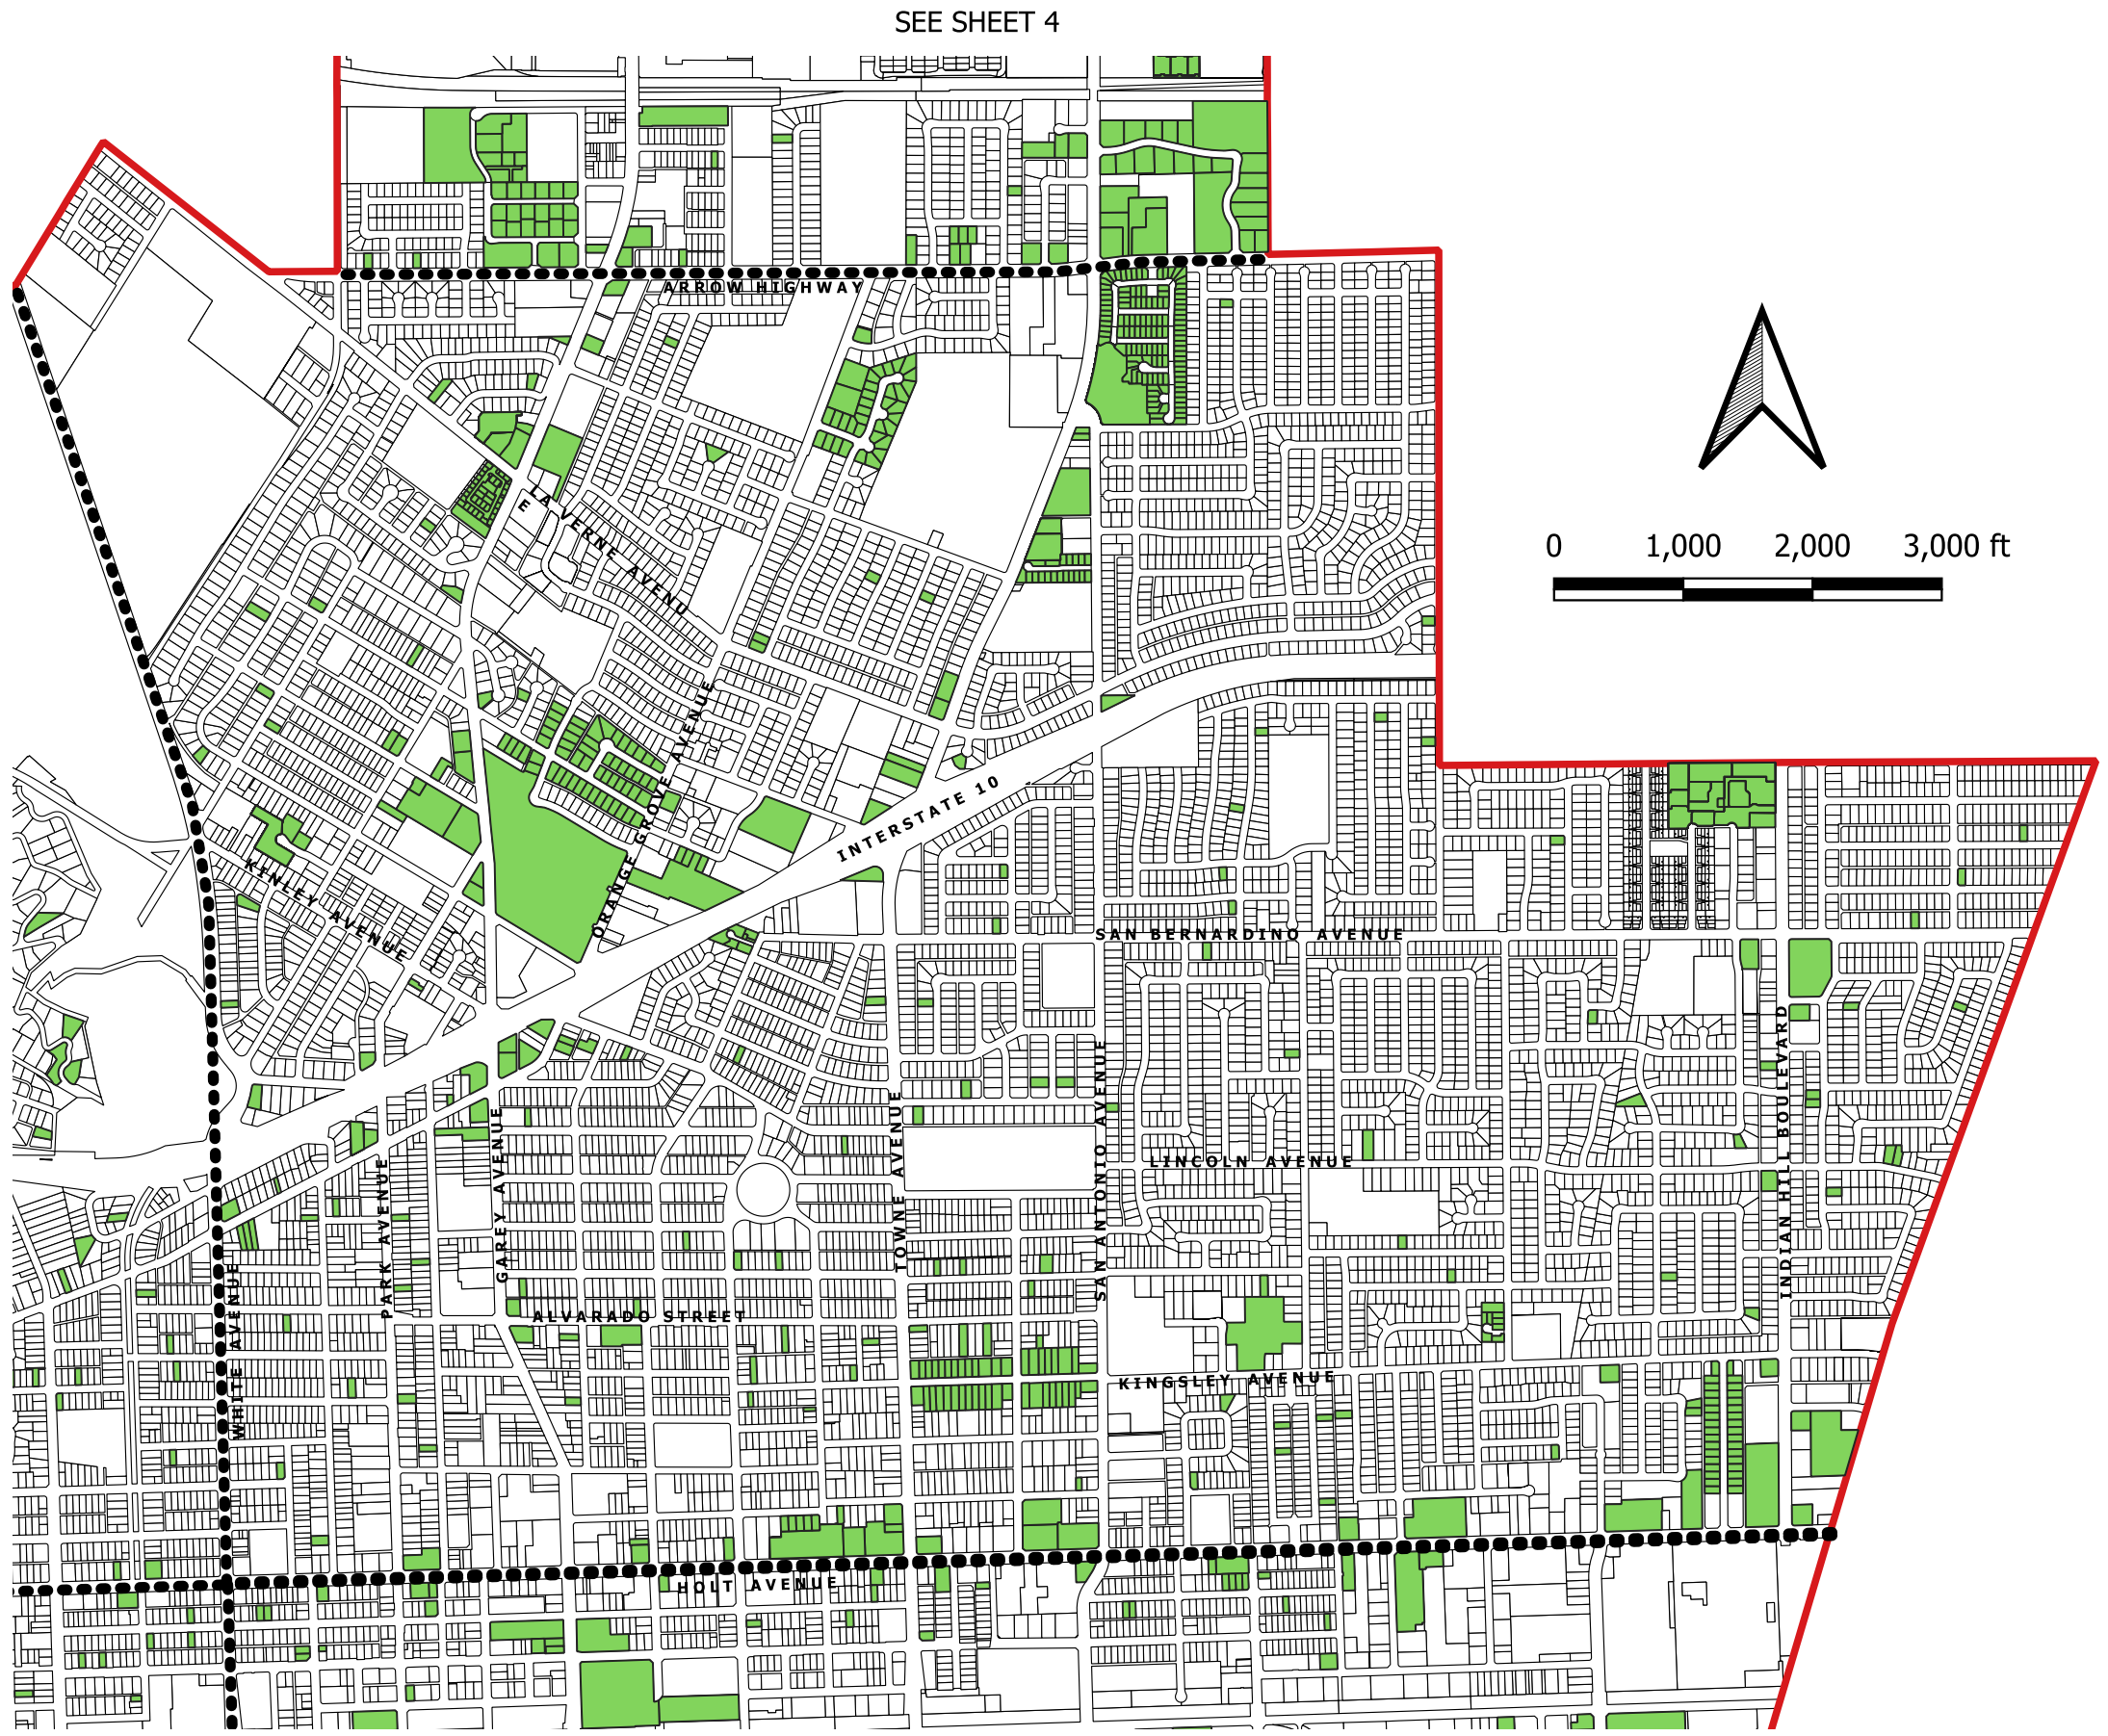 SEE SHEET 4
ARROW HIGHWAY
E LA VERNE AVENU
0 1,000 2,000 3,000 ft
ORANGE GROVE AVENUE
INTERSTATE 10
KINLEY AVENUE
SAN BERNARDINO AVENUE
INDIAN HILL BOULEVARD
SAN ANTONIO AVENUE
TOWNE AVENUE
GAREY AVENUE
LINCOLN AVENUE
PARK AVENUE
WHITE AVENUE
ALVARADO STREET
KINGSLEY AVENUE
HOLT AVENUE